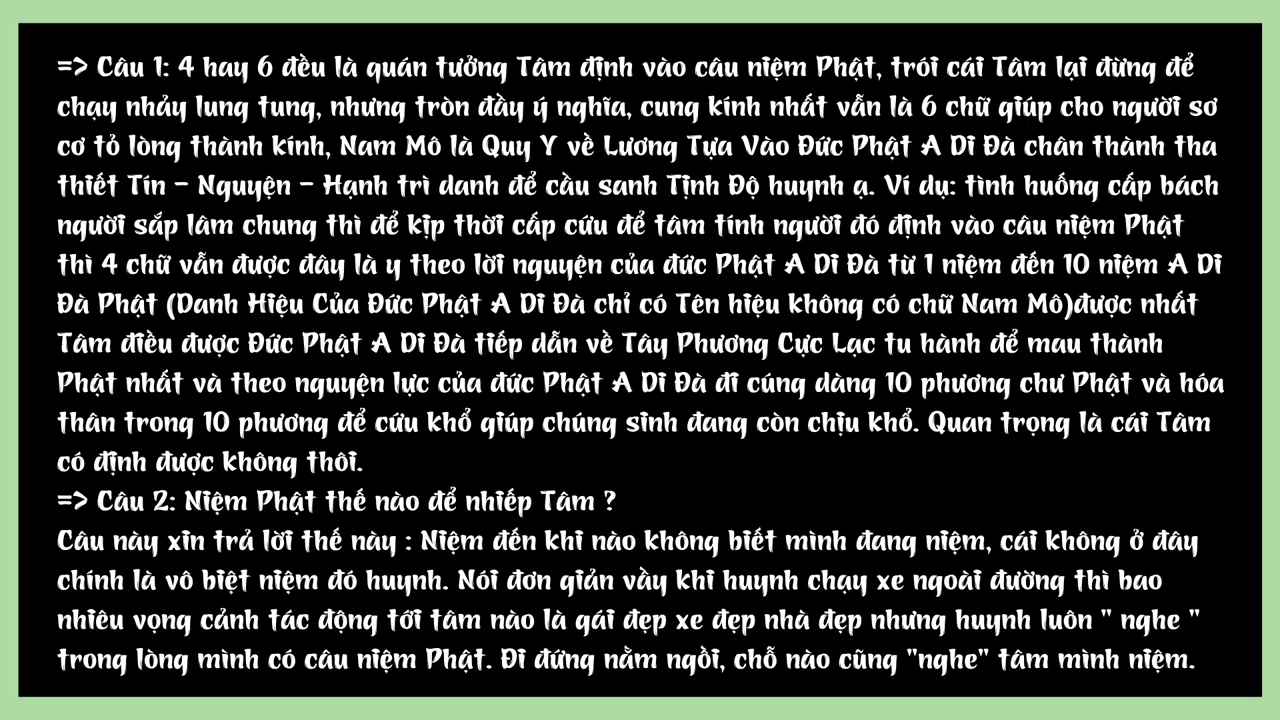 => Câu 1: 4 hay 6 đều là quán tưởng Tâm định vào câu niệm Phật, trói cái Tâm lại đừng để
chạy nhảy lung tung, nhưng tròn đầy ý nghĩa, cung kính nhất vẫn là 6 chữ giúp cho người sơ
cơ tỏ lòng thành kính, Nam Mô là Quy Y về Lương Tựa Vào Đức Phật A Di Đà chân thành tha
thiết Tín – Nguyện – Hạnh trì danh để cầu sanh Tịnh Độ huynh ạ. Ví dụ: tình huống cấp bách
người sắp lâm chung thì để kịp thời cấp cứu để tâm tính người đó định vào câu niệm Phật
thì 4 chữ vẫn được đây là y theo lời nguyện của đức Phật A Di Đà từ 1 niệm đến 10 niệm A Di
Đà Phật (Danh Hiệu Của Đức Phật A Di Đà chỉ có Tên hiệu không có chữ Nam Mô)được nhất
Tâm điều được Đức Phật A Di Đà tiếp dẫn về Tây Phương Cực Lạc tu hành để mau thành
Phật nhất và theo nguyện lực của đức Phật A Di Đà đi cúng dàng 10 phương chư Phật và hóa
thân trong 10 phương để cứu khổ giúp chúng sinh đang còn chịu khổ. Quan trọng là cái Tâm
có định được không thôi.
=> Câu 2: Niệm Phật thế nào để nhiếp Tâm ?
Câu này xin trả lời thế này : Niệm đến khi nào không biết mình đang niệm, cái không ở đây
chính là vô biệt niệm đó huynh. Nói đơn giản vầy khi huynh chạy xe ngoài đường thì bao
nhiêu vọng cảnh tác động tới tâm nào là gái đẹp xe đẹp nhà đẹp nhưng huynh luôn " nghe "
trong lòng mình có câu niệm Phật. Đi đứng nằm ngồi, chỗ nào cũng "nghe" tâm mình niệm.